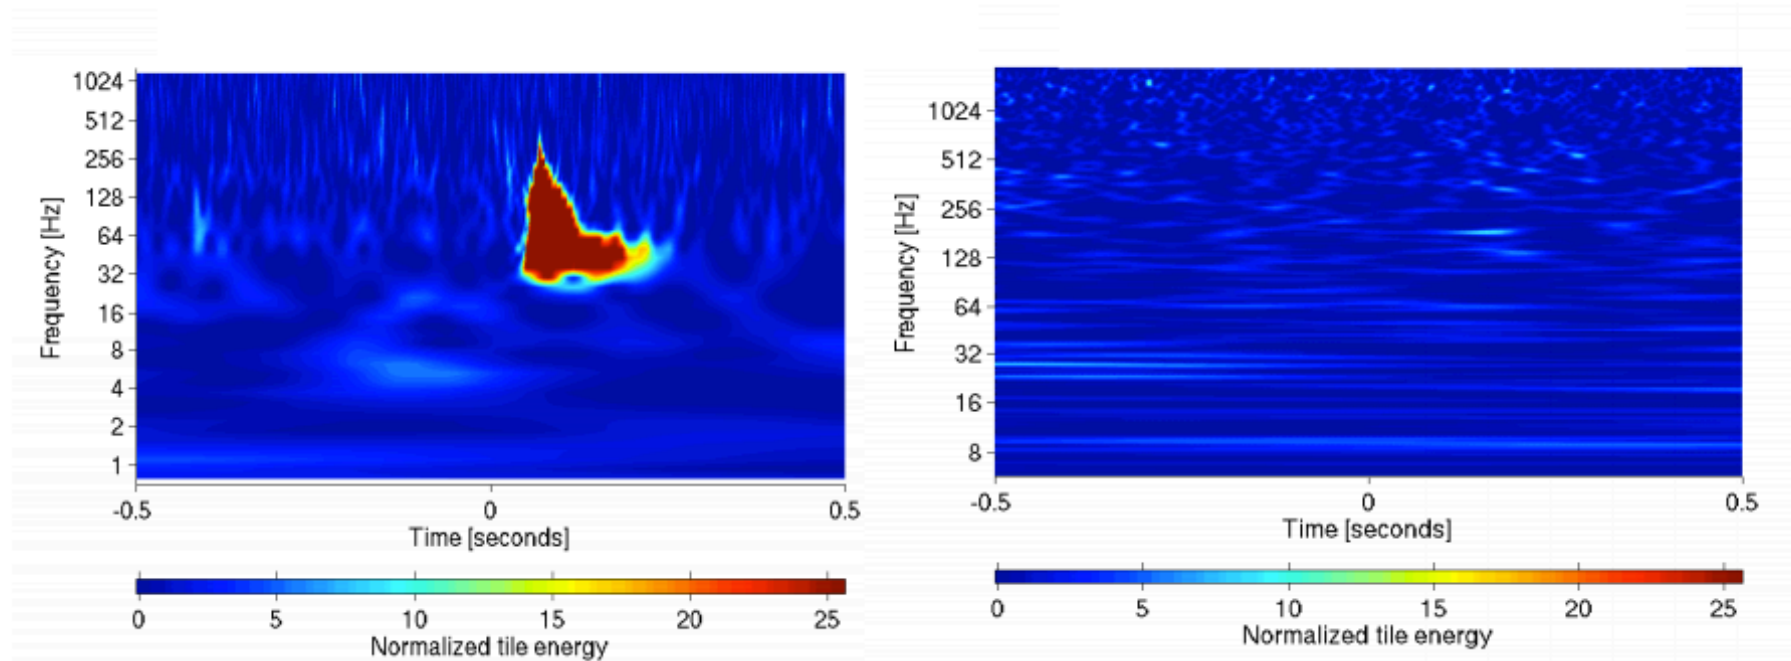 1024
512
256
128
64
32
16
8
4
2
1
Frequency [Hz]
-0.5 0 0.5
Time [seconds]
0 5 10 15 20 25
Normalized tile energy
1024
512
256
128
64
32
16
8
Frequency [Hz]
-0.5 0 0.5
Time [seconds]
0 5 10 15 20 25
Normalized tile energy